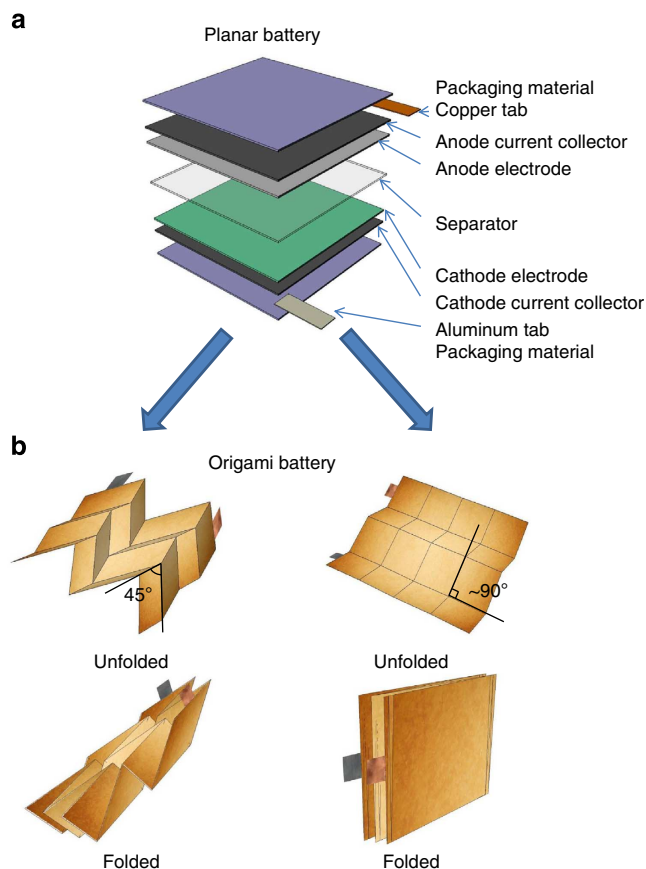 a
Planar battery
Packaging material
Copper tab
Anode current collector
Anode electrode
Separator
Cathode electrode
Cathode current collector
Aluminum tab
Packaging material
b
Origami battery
45°
~90°
Unfolded
Unfolded
Folded
Folded